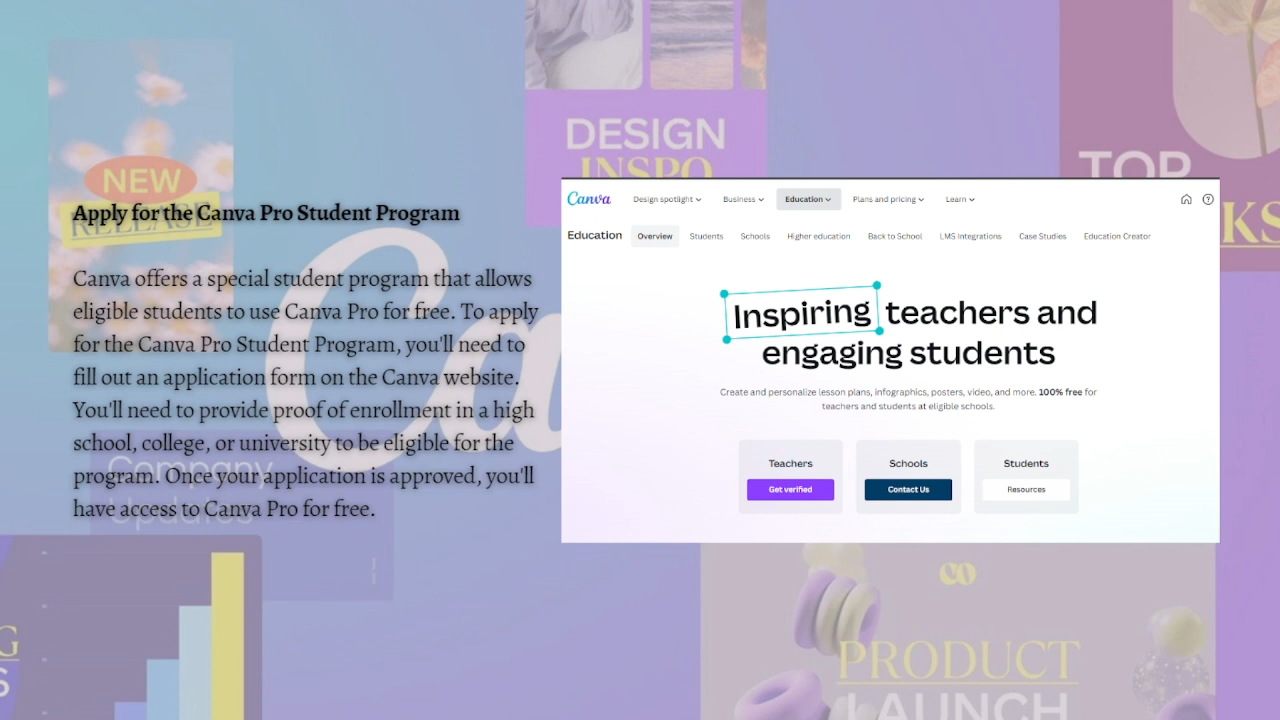 DESIGN
INSPO
TOP
NEW
RELEASE
Apply for the Canva Pro Student Program
Canva offers a special student program that allows
eligible students to use Canva Pro for free. To apply
for the Canva Pro Student Program, you'll need to
fill out an application form on the Canva website.
You'll need to provide proof of enrollment in a high
school, college, or university to be eligible for the
program. Once your application is approved, you'll
have access to Canva Pro for free.
Company
Updates
Canva Design spotlight Business Education Plans and pricing Learn
Education Overview Students Schools Higher education Back to School LMS Integrations Case Studies Education Creator
Inspiring teachers and
engaging students
Create and personalize lesson plans, infographics, posters, video, and more. 100% free for
teachers and students at eligible schools.
Teachers Schools Students
Get verified Contact Us Resources
PRODUCT
LAUNCH